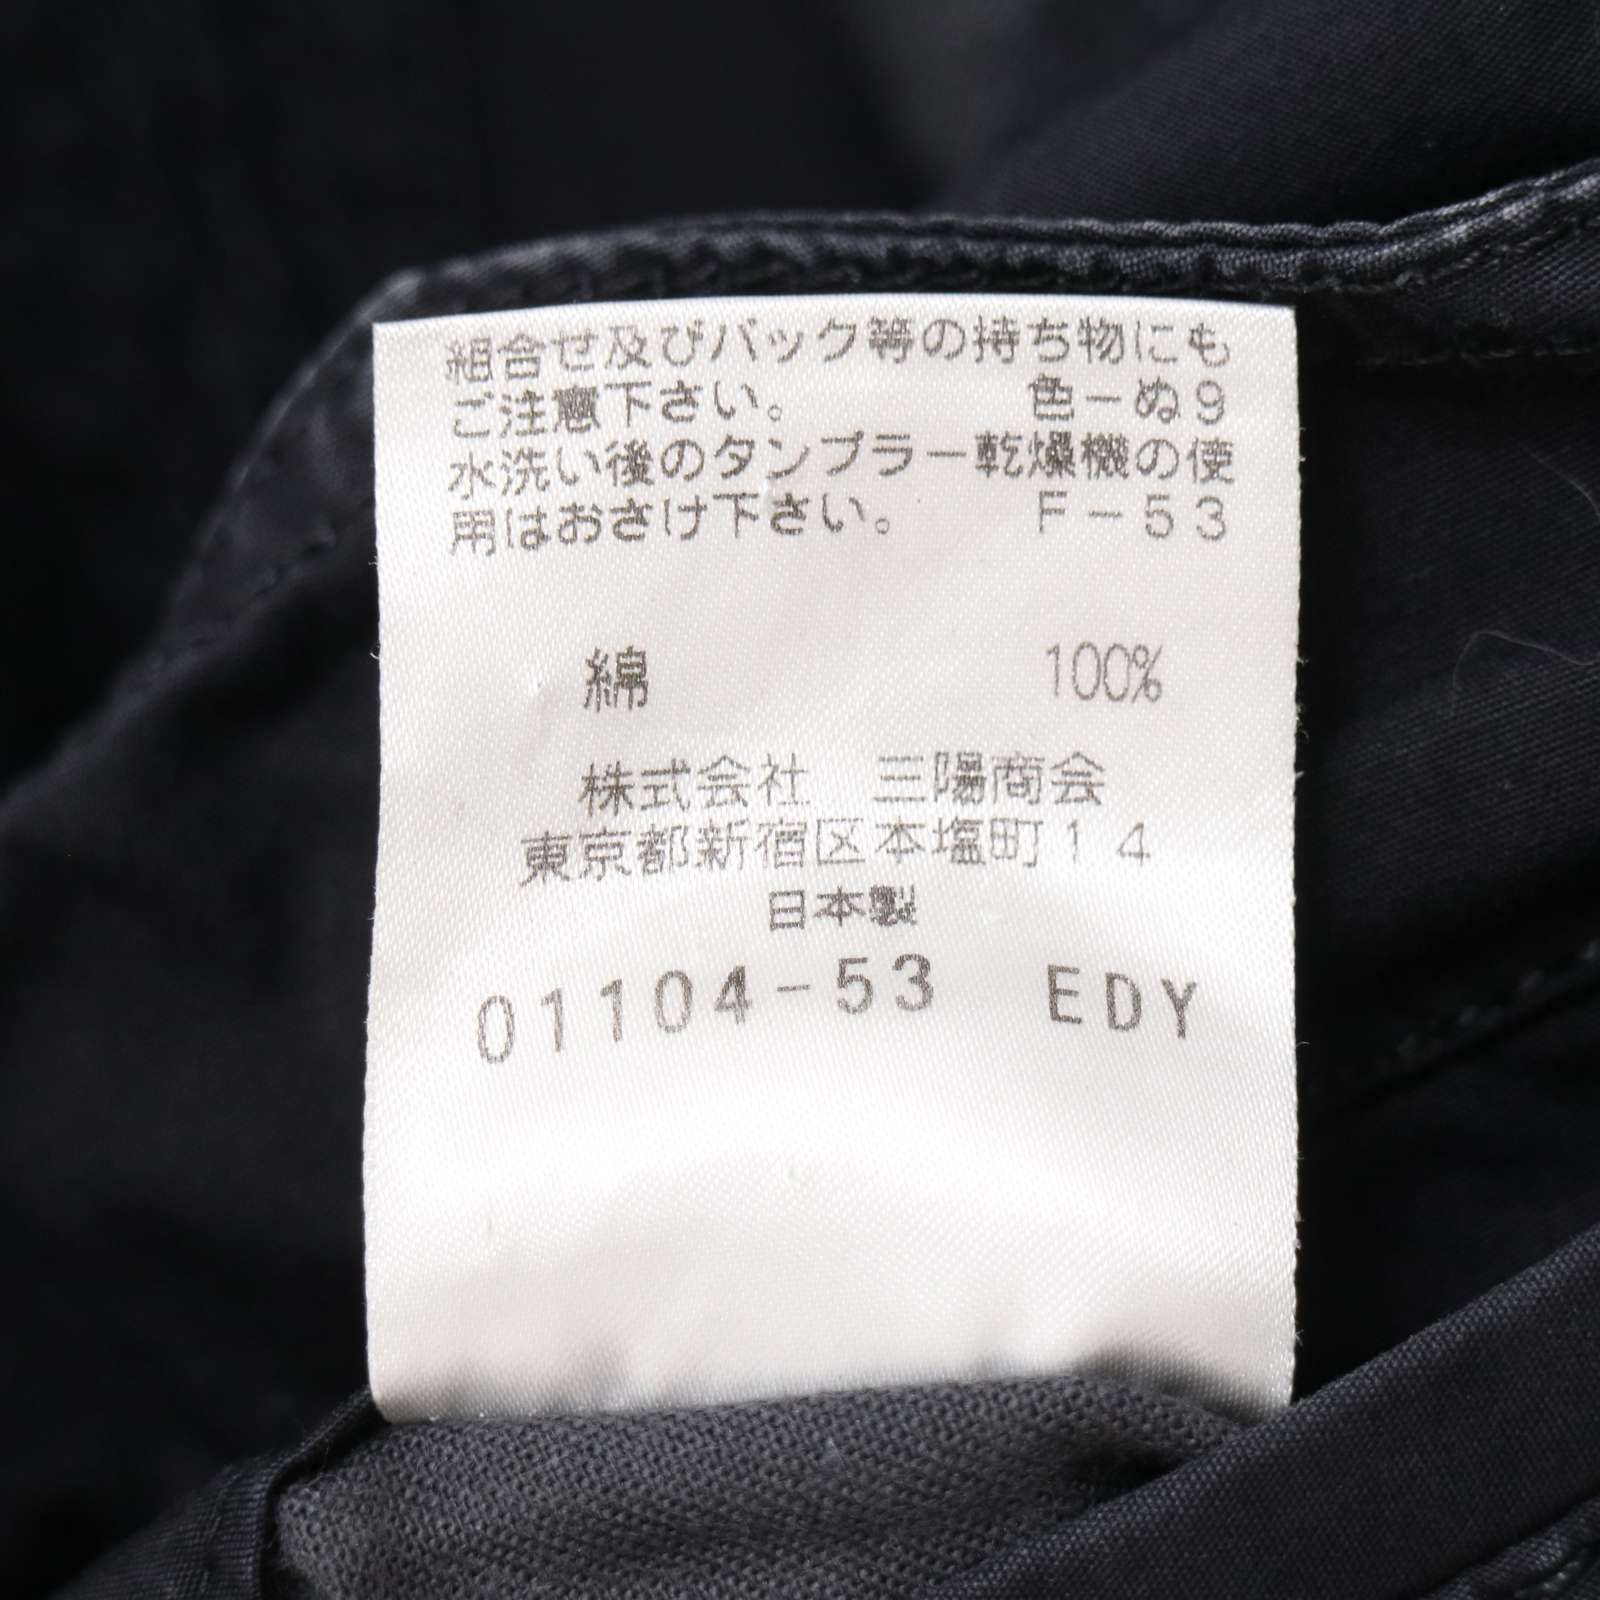 組合せ及びバック等の持ち物にも
ご注意下さい。 色－ぬ９
水洗い後のタンブラー乾燥機の使
用はおさけ下さい。 Ｆ－５３
綿 100%
株式会社 三陽商会
東京都新宿区本塩町１４
日本製
01104-53 EDY